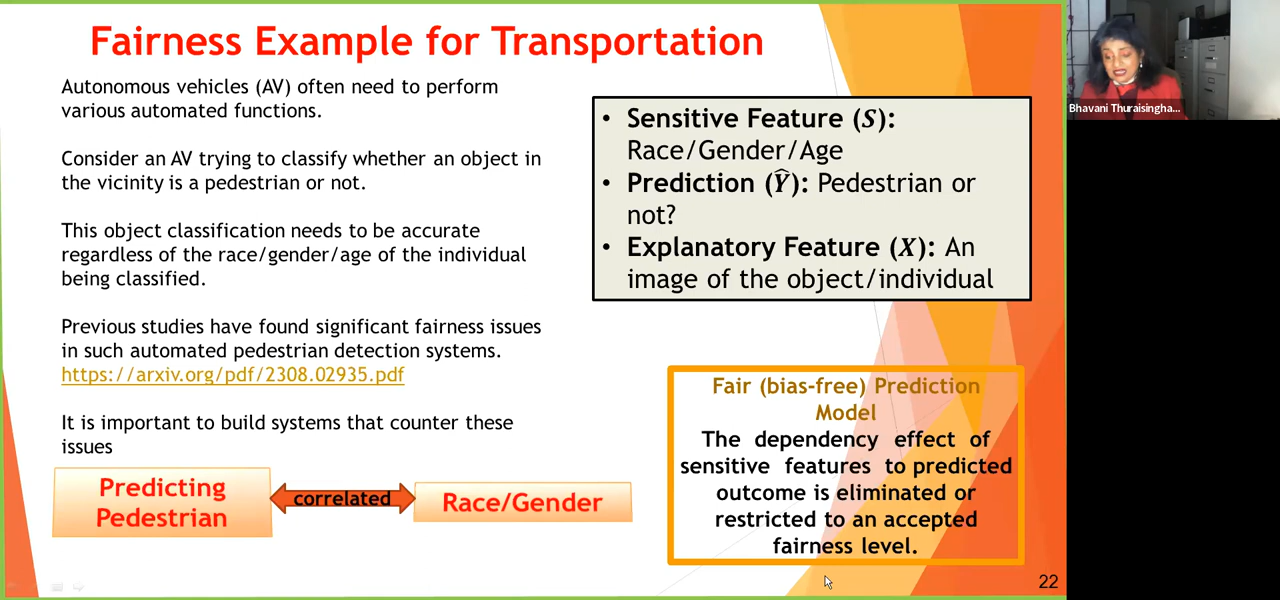 Fairness Example for Transportation
Autonomous vehicles (AV) often need to perform
various automated functions.
Consider an AV trying to classify whether an object in
the vicinity is a pedestrian or not.
This object classification needs to be accurate
regardless of the race/gender/age of the individual
being classified.
Previous studies have found significant fairness issues
in such automated pedestrian detection systems.
https://arxiv.org/pdf/2308.02935.pdf
It is important to build systems that counter these
issues
Predicting
Pedestrian
correlated
Race/Gender
• Sensitive Feature (S):
Race/Gender/Age
• Prediction (Ŷ): Pedestrian or
not?
• Explanatory Feature (X): An
image of the object/individual
Fair (bias-free) Prediction
Model
The dependency effect of
sensitive features to predicted
outcome is eliminated or
restricted to an accepted
fairness level.
22
Bhavani Thuraisingha...